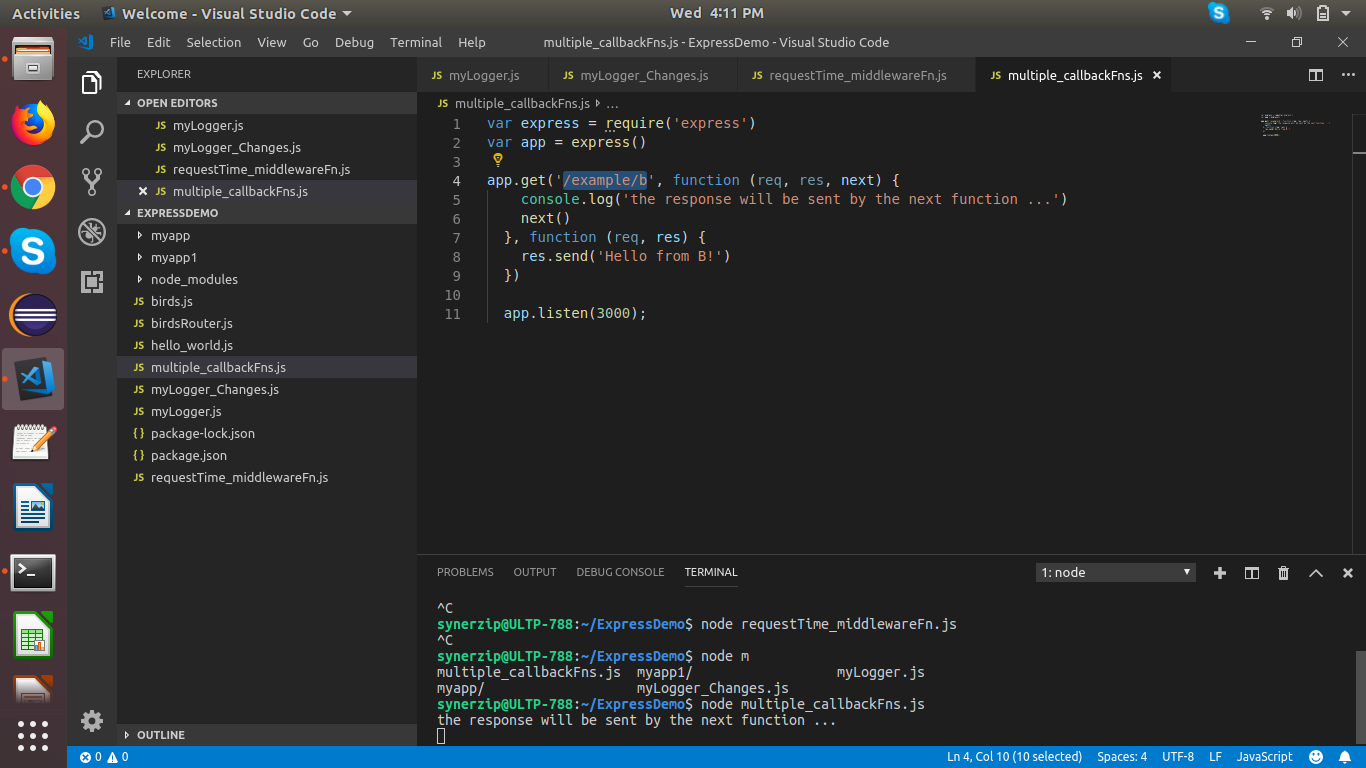 Activities Welcome - Visual Studio Code Wed 4:11 PM
File Edit Selection View Go Debug Terminal Help multiple_callbackFns.js - ExpressDemo - Visual Studio Code
EXPLORER
OPEN EDITORS
JS myLogger.js
JS myLogger_Changes.js
JS requestTime_middlewareFn.js
JS multiple_callbackFns.js
EXPRESSDEMO
myapp
myapp1
node_modules
JS birds.js
JS birdsRouter.js
JS hello_world.js
JS multiple_callbackFns.js
JS myLogger_Changes.js
JS myLogger.js
{ } package-lock.json
{ } package.json
JS requestTime_middlewareFn.js
OUTLINE
JS myLogger.js JS myLogger_Changes.js JS requestTime_middlewareFn.js JS multiple_callbackFns.js
JS multiple_callbackFns.js ...
1 var express = require('express')
2 var app = express()
3
4 app.get('/example/b', function (req, res, next) {
5 console.log('the response will be sent by the next function ...')
6 next()
7 }, function (req, res) {
8 res.send('Hello from B!')
9 })
10
11 app.listen(3000);
PROBLEMS OUTPUT DEBUG CONSOLE TERMINAL 1: node
^C
synerzip@ULTP-788:~/ExpressDemo$ node requestTime_middlewareFn.js
^C
synerzip@ULTP-788:~/ExpressDemo$ node m
multiple_callbackFns.js myapp1/ myLogger.js
myapp/ myLogger_Changes.js
synerzip@ULTP-788:~/ExpressDemo$ node multiple_callbackFns.js
the response will be sent by the next function ...
0 0 Ln 4, Col 10 (10 selected) Spaces: 4 UTF-8 LF JavaScript